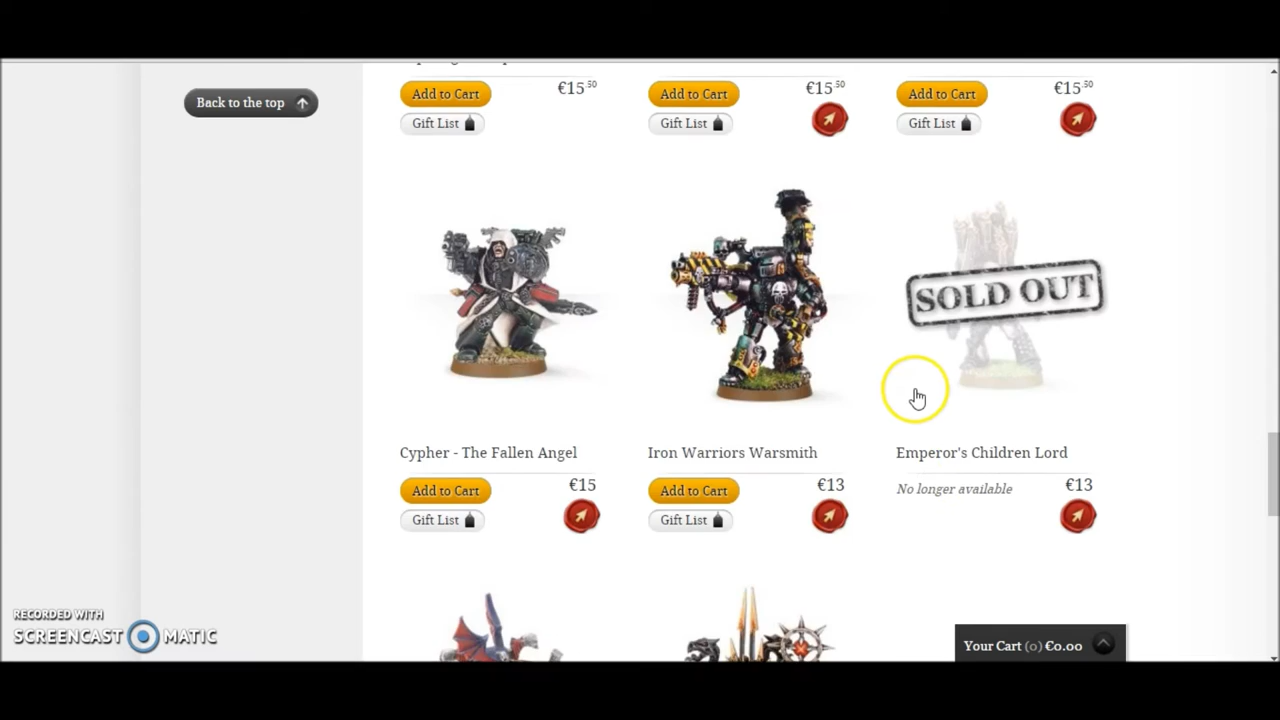 Back to the top
€15.50
€15.50
€15.50
Add to Cart
Add to Cart
Add to Cart
Gift List
Gift List
Gift List
SOLD OUT
Cypher - The Fallen Angel
Iron Warriors Warsmith
Emperor's Children Lord
Add to Cart
€15
Add to Cart
€13
No longer available
€13
Gift List
Gift List
RECORDED WITH
SCREENCAST MATIC
Your Cart (0) €0.00